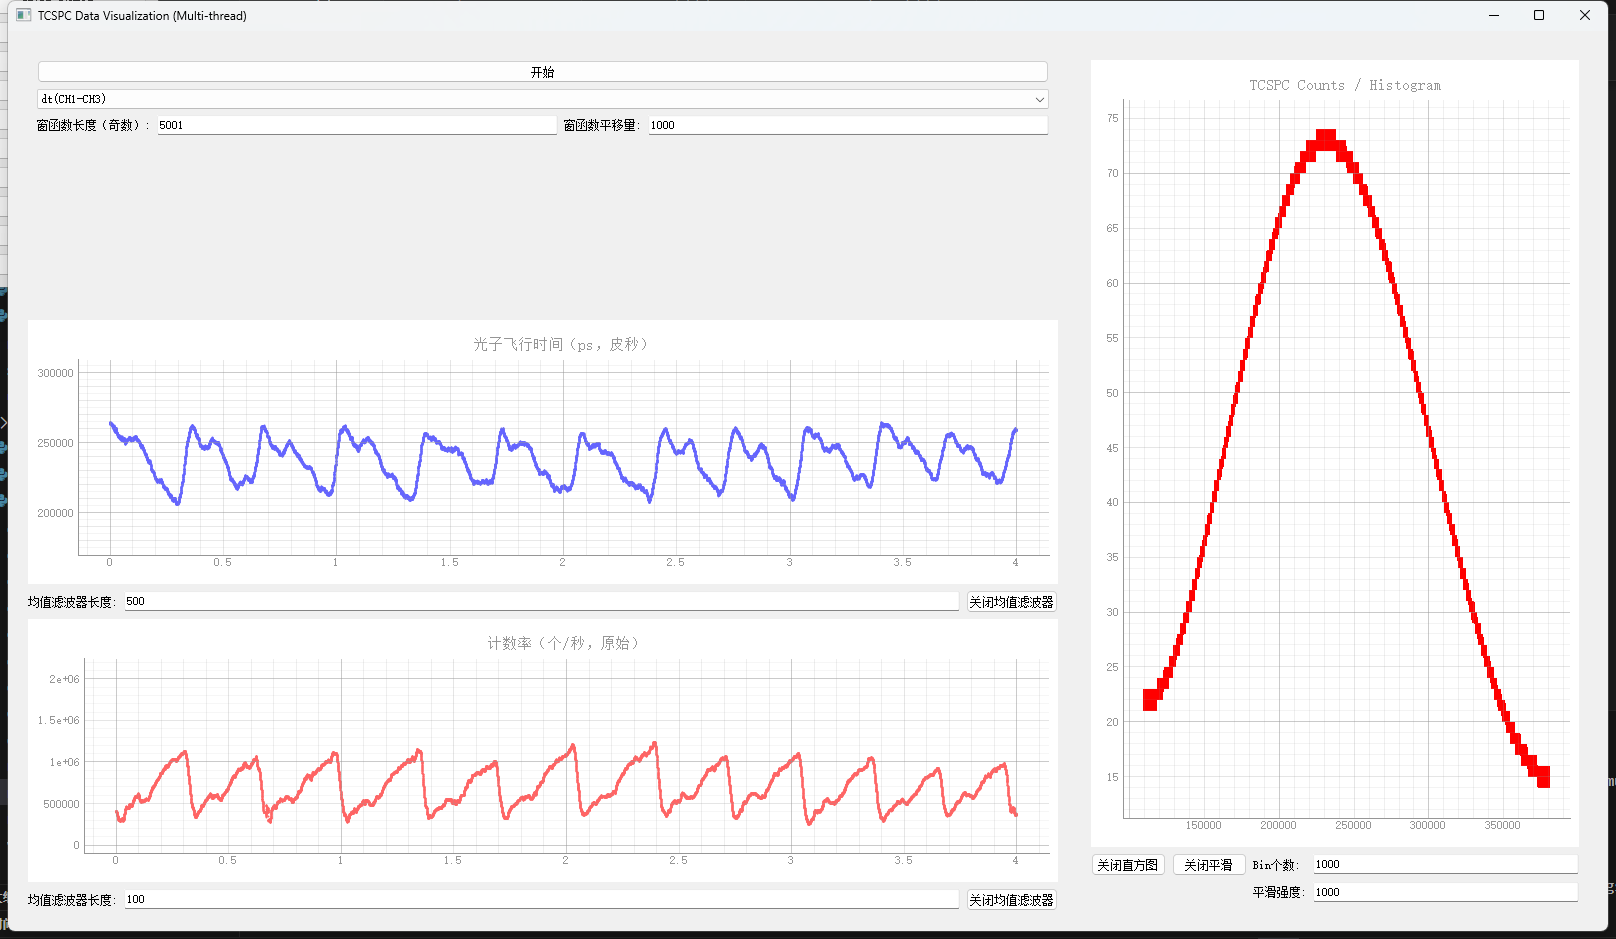 TCSPC Data Visualization (Multi-thread)
开始
dt(CH1-CH3)
窗函数长度（奇数）: 5001 窗函数平移量: 1000
光子飞行时间（ps，皮秒）
300000
250000
200000
0 0.5 1 1.5 2 2.5 3 3.5 4
均值滤波器长度: 500 关闭均值滤波器
计数率（个/秒，原始）
2e+06
1.5e+06
1e+06
500000
0
0 0.5 1 1.5 2 2.5 3 3.5 4
均值滤波器长度: 100 关闭均值滤波器
TCSPC Counts / Histogram
75
70
65
60
55
50
45
40
35
30
25
20
15
150000 200000 250000 300000 350000
关闭直方图 关闭平滑 Bin个数: 1000
平滑强度: 1000